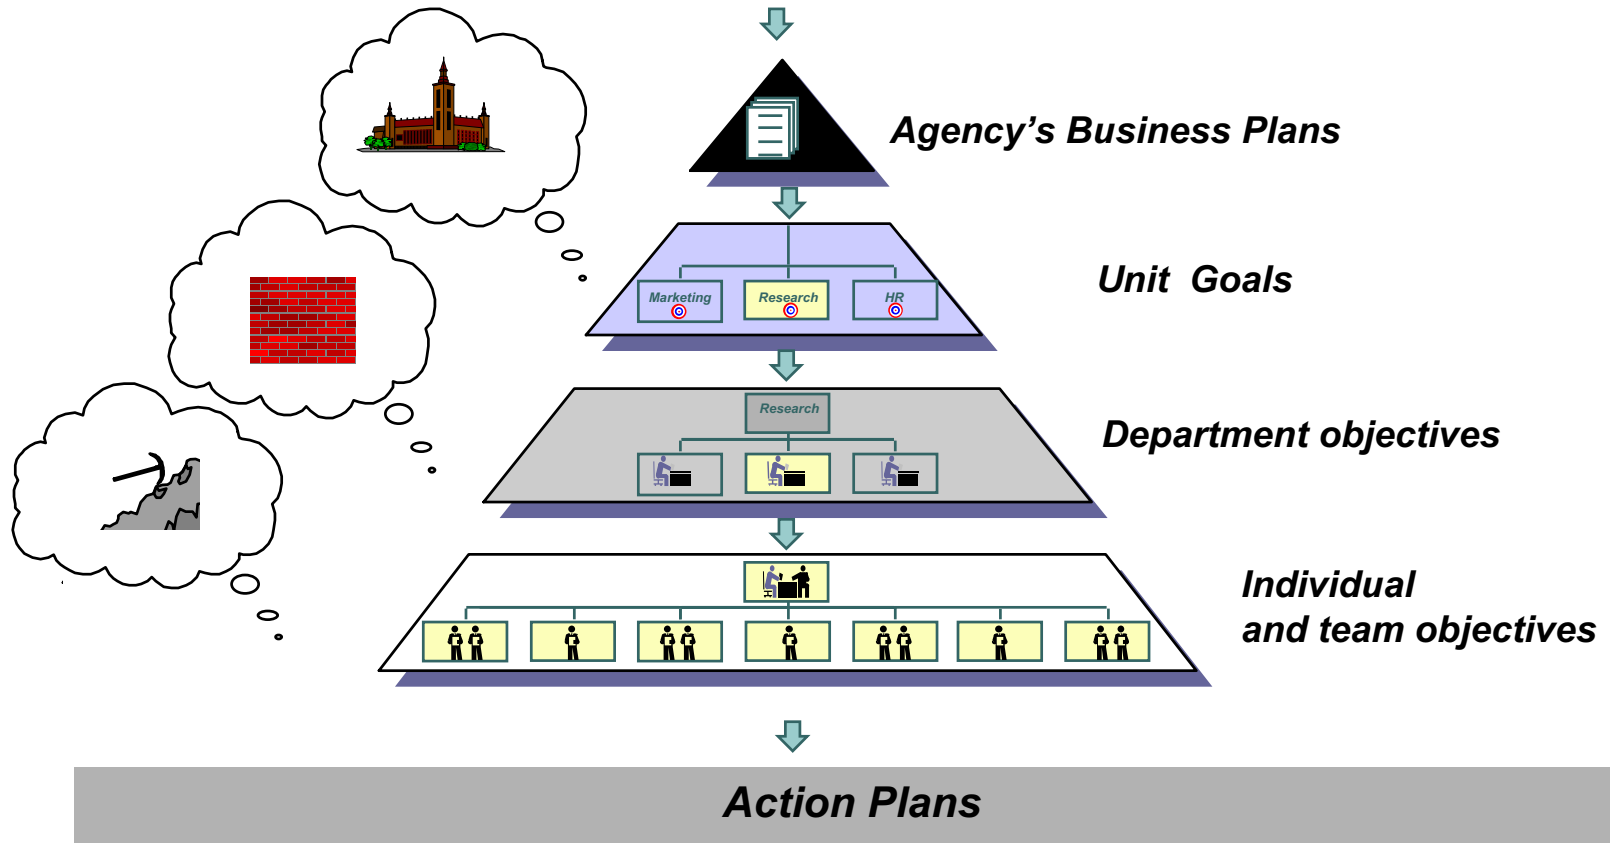 Agency’s Business Plans
Unit Goals
Marketing
Research
HR
Research
Department objectives
Individual
and team objectives
Action Plans